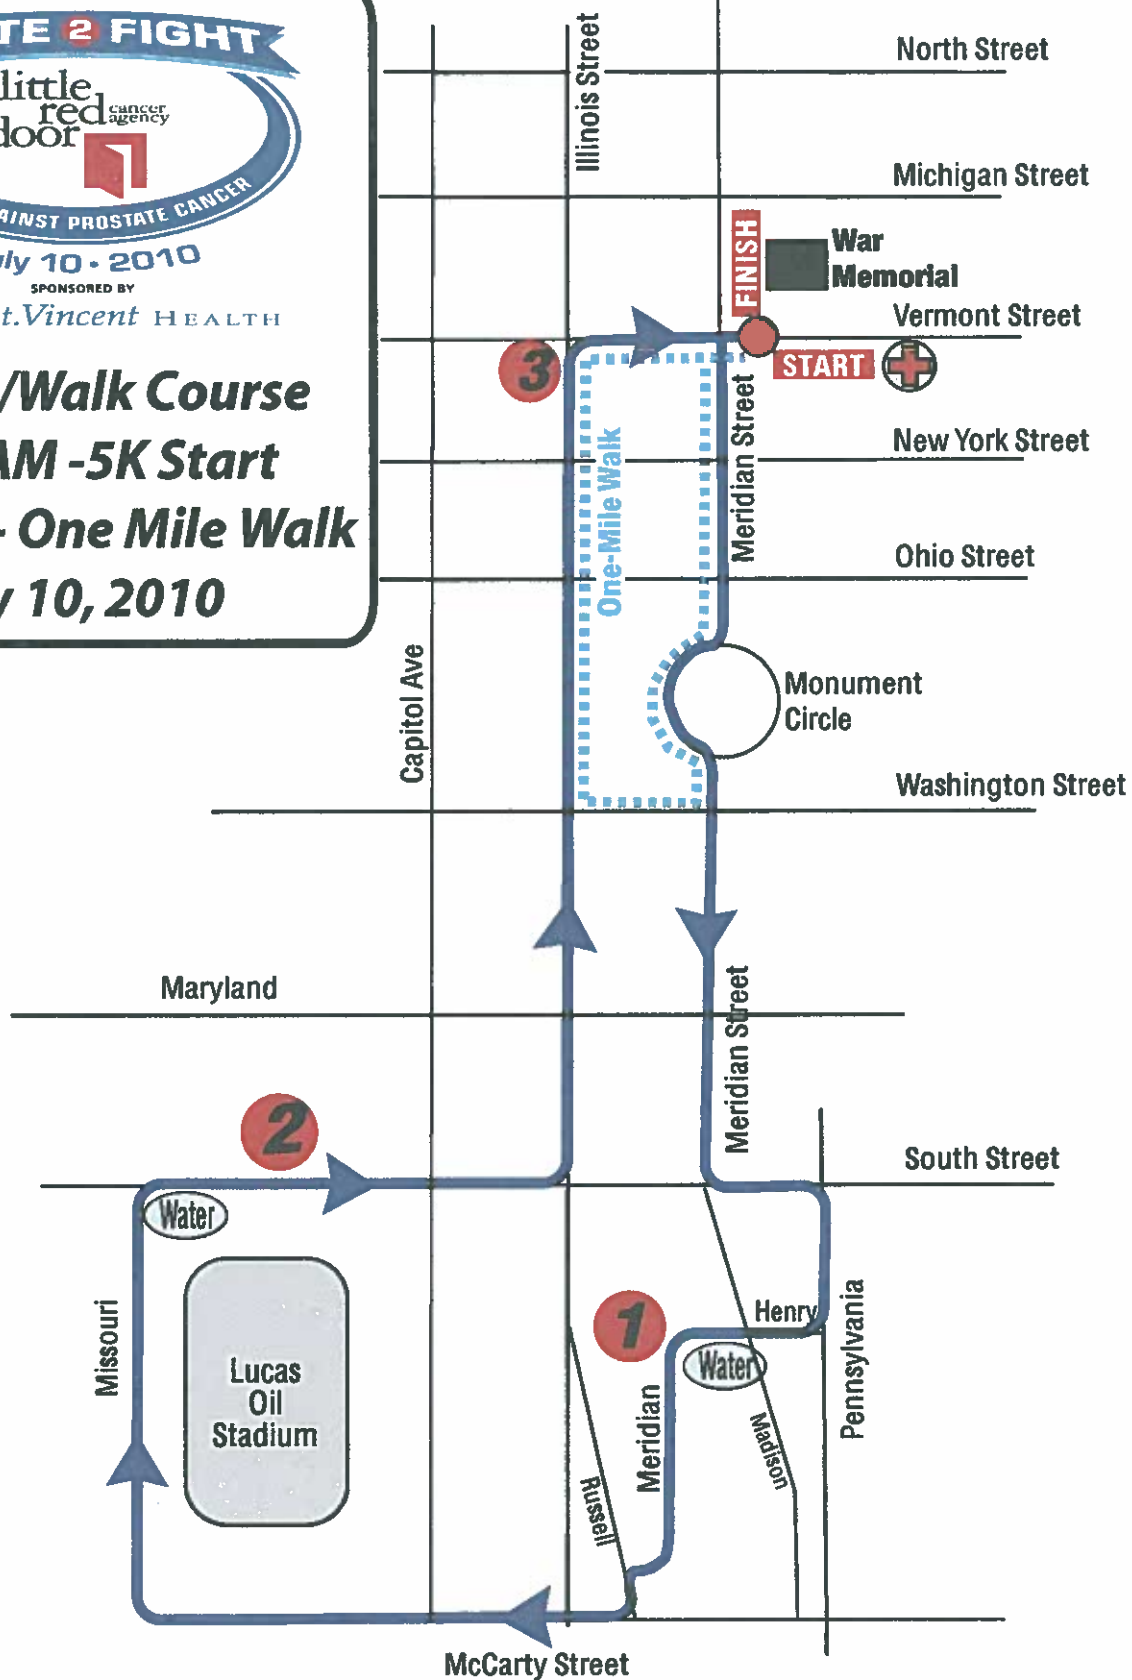 TE 2 FIGHT
little
red cancer agency
door
AINST PROSTATE CANCER
ly 10 • 2010
SPONSORED BY
t.Vincent HEALTH
/Walk Course
AM -5K Start
- One Mile Walk
y 10, 2010
Illinois Street
North Street
Michigan Street
FINISH
War
Memorial
Vermont Street
START
3
Meridian Street
New York Street
One-Mile Walk
Ohio Street
Capitol Ave
Monument
Circle
Washington Street
Maryland
Meridian Street
2
South Street
Water
Missouri
Lucas
Oil
Stadium
1
Henry
Water
Pennsylvania
Meridian
Madison
Russell
McCarty Street